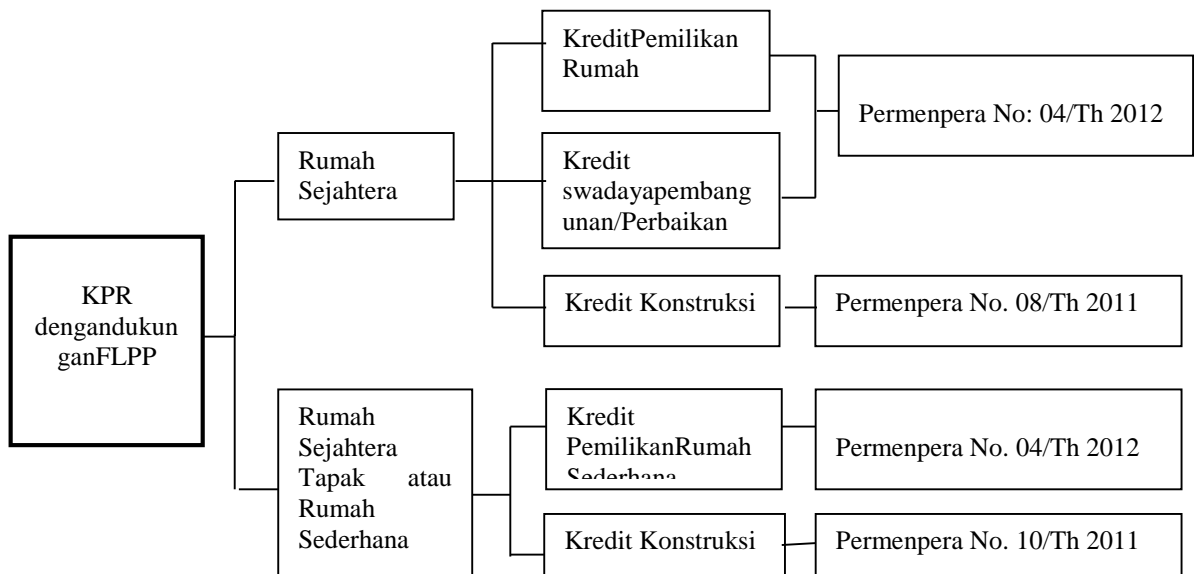 KreditPemilikan
Rumah
Permenpera No: 04/Th 2012
Rumah
Sejahtera
Kredit
swadayapembang
unan/Perbaikan
KPR
dengandukun
ganFLPP
Kredit Konstruksi
Permenpera No. 08/Th 2011
Rumah
Sejahtera
Tapak atau
Rumah
Sederhana
Kredit
PemilikanRumah
Sederhana
Permenpera No. 04/Th 2012
Kredit Konstruksi
Permenpera No. 10/Th 2011